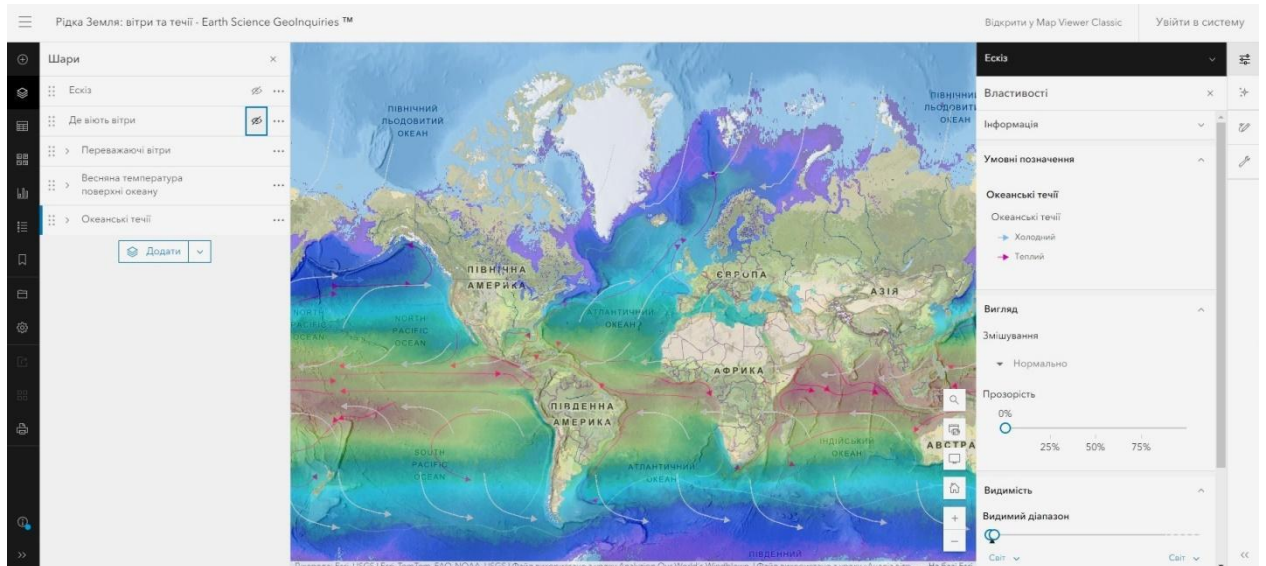 Рідка Земля: вітри та течії - Earth Science GeoInquiries ™
Відкрити у Map Viewer Classic
Увійти в систему
Шари
Ескіз
Де віють вітри
Переважаючі вітри
Весняна температура
поверхні океану
Океанські течії
Додати
ПІВНІЧНИЙ
ЛЬОДОВИТИЙ
ОКЕАН
ПІВНІЧНА
АМЕРИКА
NORTH
PACIFIC
OCEAN
АТЛАНТИЧНИЙ
ОКЕАН
ЄВРОПА
АЗІЯ
АФРИКА
ПІВДЕННА
АМЕРИКА
SOUTH
PACIFIC
OCEAN
АТЛАНТИЧНИЙ
ОКЕАН
ІНДІЙСЬКИЙ
ОКЕАН
АВСТРА
ПІВДЕННИЙ
Ескіз
Властивості
Інформація
Умовні позначення
Океанські течії
Океанські течії
Холодний
Теплий
Вигляд
Змішування
Нормально
Прозорість
0%
25% 50% 75%
Видимість
Видимий діапазон
Світ
Світ